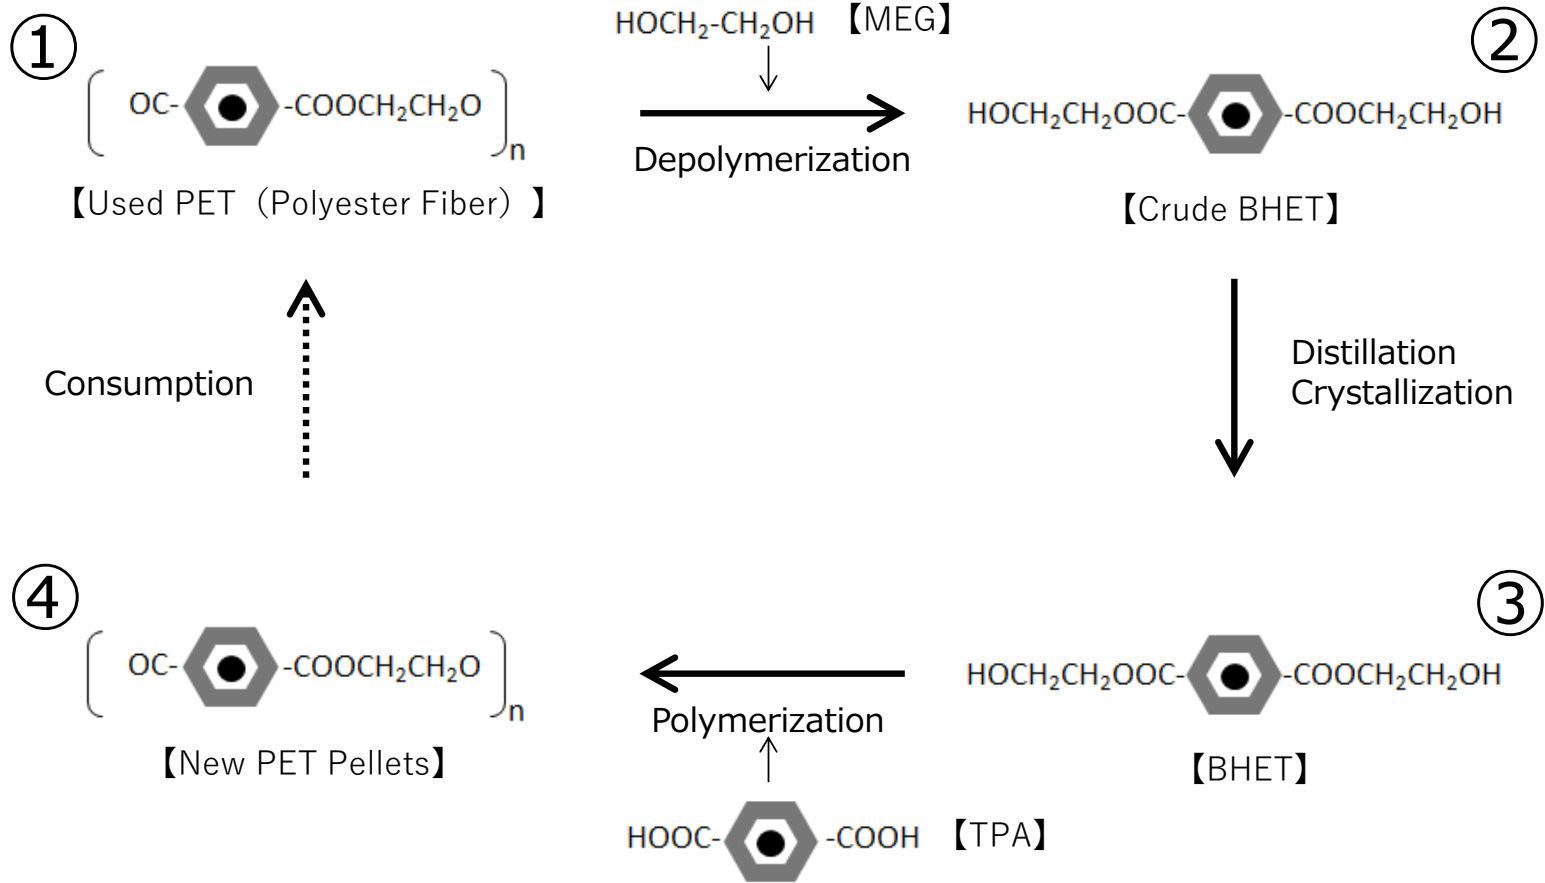 ①
HOCH₂-CH₂OH 【MEG】
②
OC- -COOCH₂CH₂O n
HOCH₂CH₂OOC- -COOCH₂CH₂OH
Depolymerization
【Used PET（Polyester Fiber）】
【Crude BHET】
Consumption
Distillation
Crystallization
④
③
OC- -COOCH₂CH₂O n
HOCH₂CH₂OOC- -COOCH₂CH₂OH
Polymerization
【New PET Pellets】
【BHET】
HOOC- -COOH 【TPA】